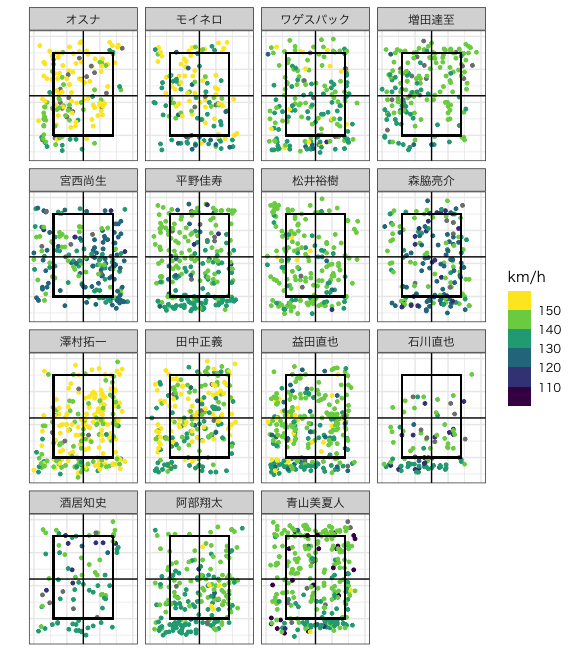 オスナ
モイネロ
ワゲスパック
増田達至
宮西尚生
平野佳寿
松井裕樹
森脇亮介
澤村拓一
田中正義
益田直也
石川直也
酒居知史
阿部翔太
青山美夏人
km/h
150
140
130
120
110